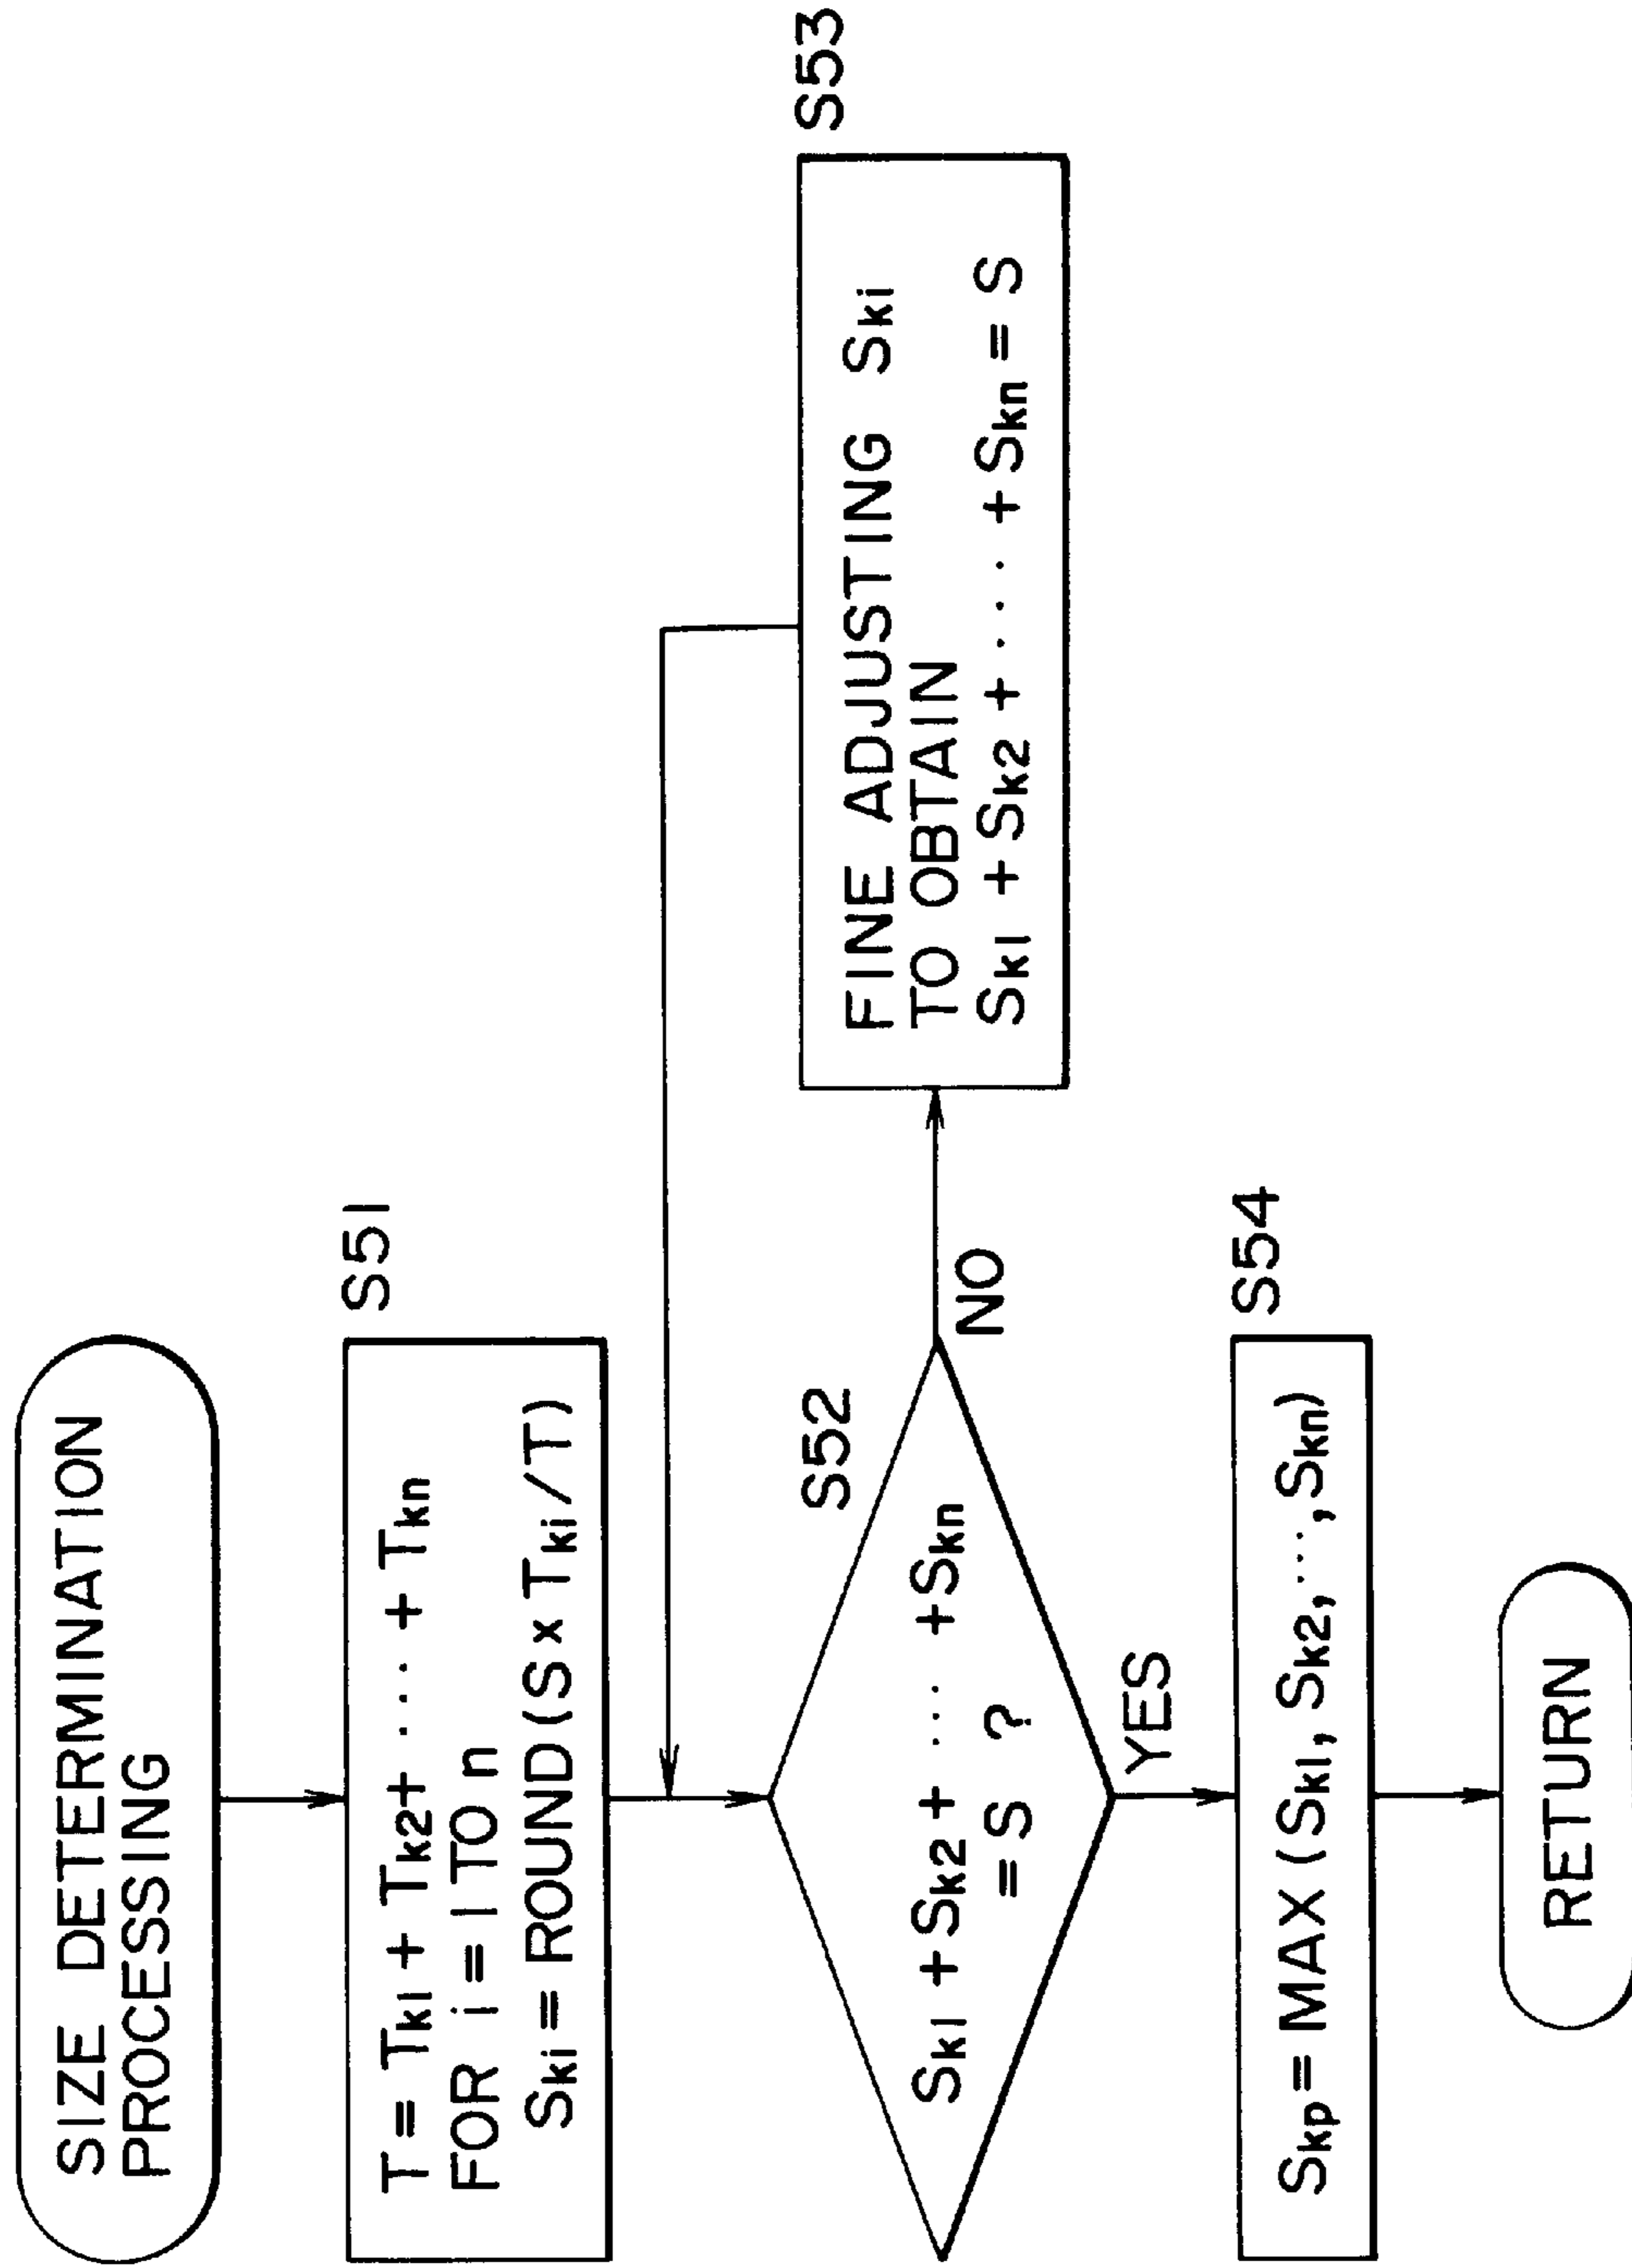 SIZE DETERMINATION
PROCESSING
S51
T = Tk1 + Tk2 + ···· + Tkn
FOR i = 1 TO n
Ski = ROUND (S x Tki / T)
S52
Sk1 + Sk2 + ··· + Skn
= S ?
NO
YES
S53
FINE ADJUSTING Ski
TO OBTAIN
Sk1 + Sk2 + ···· + Skn = S
S54
Skp = MAX (Sk1, Sk2, ···, Skn)
RETURN